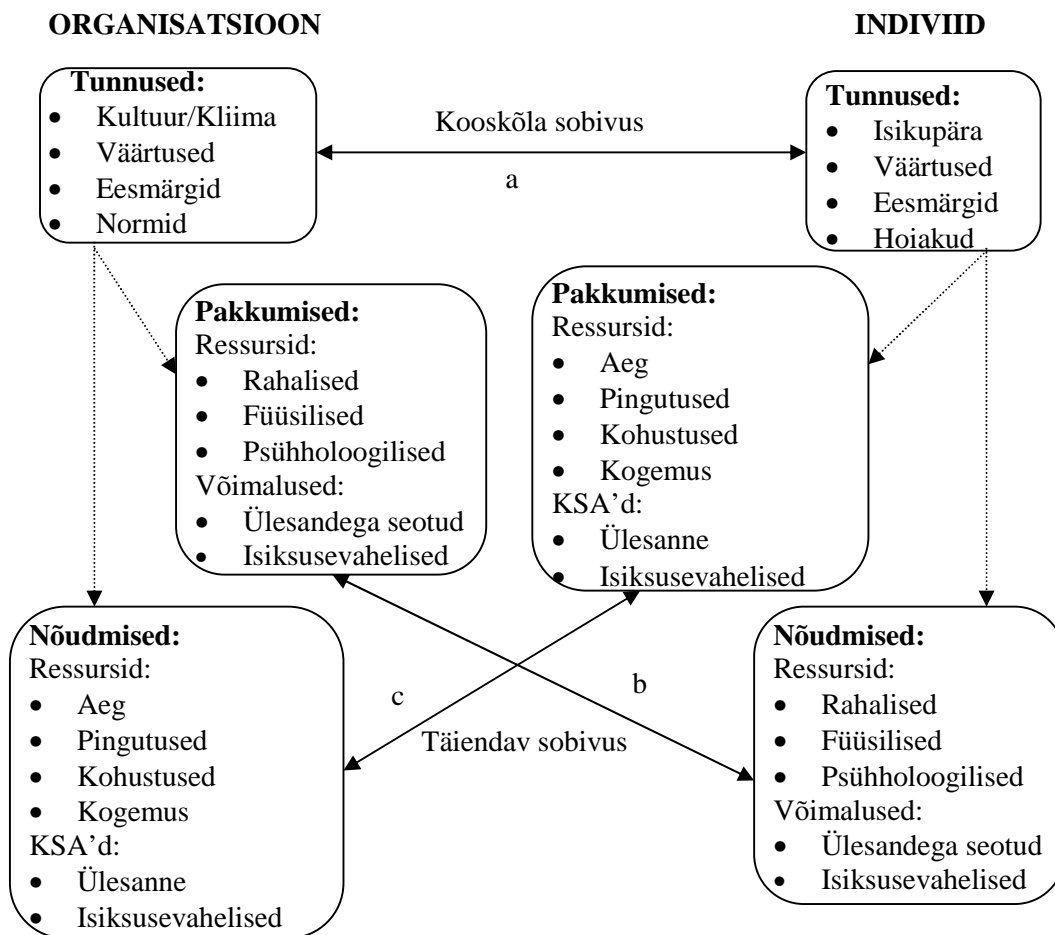 ORGANISATSIOON
INDIVIID
Tunnused:
• Kultuur/Kliima
• Väärtused
• Eesmärgid
• Normid
Kooskõla sobivus
a
Tunnused:
• Isikupära
• Väärtused
• Eesmärgid
• Hoiakud
Pakkumised:
Ressursid:
• Rahalised
• Füüsilised
• Psühholoogilised
Võimalused:
• Ülesandega seotud
• Isiksusevahelised
Pakkumised:
Ressursid:
• Aeg
• Pingutused
• Kohustused
• Kogemus
KSA’d:
• Ülesanne
• Isiksusevahelised
Nõudmised:
Ressursid:
• Aeg
• Pingutused
• Kohustused
• Kogemus
KSA’d:
• Ülesanne
• Isiksusevahelised
c
b
Täiendav sobivus
Nõudmised:
Ressursid:
• Rahalised
• Füüsilised
• Psühholoogilised
Võimalused:
• Ülesandega seotud
• Isiksusevahelised